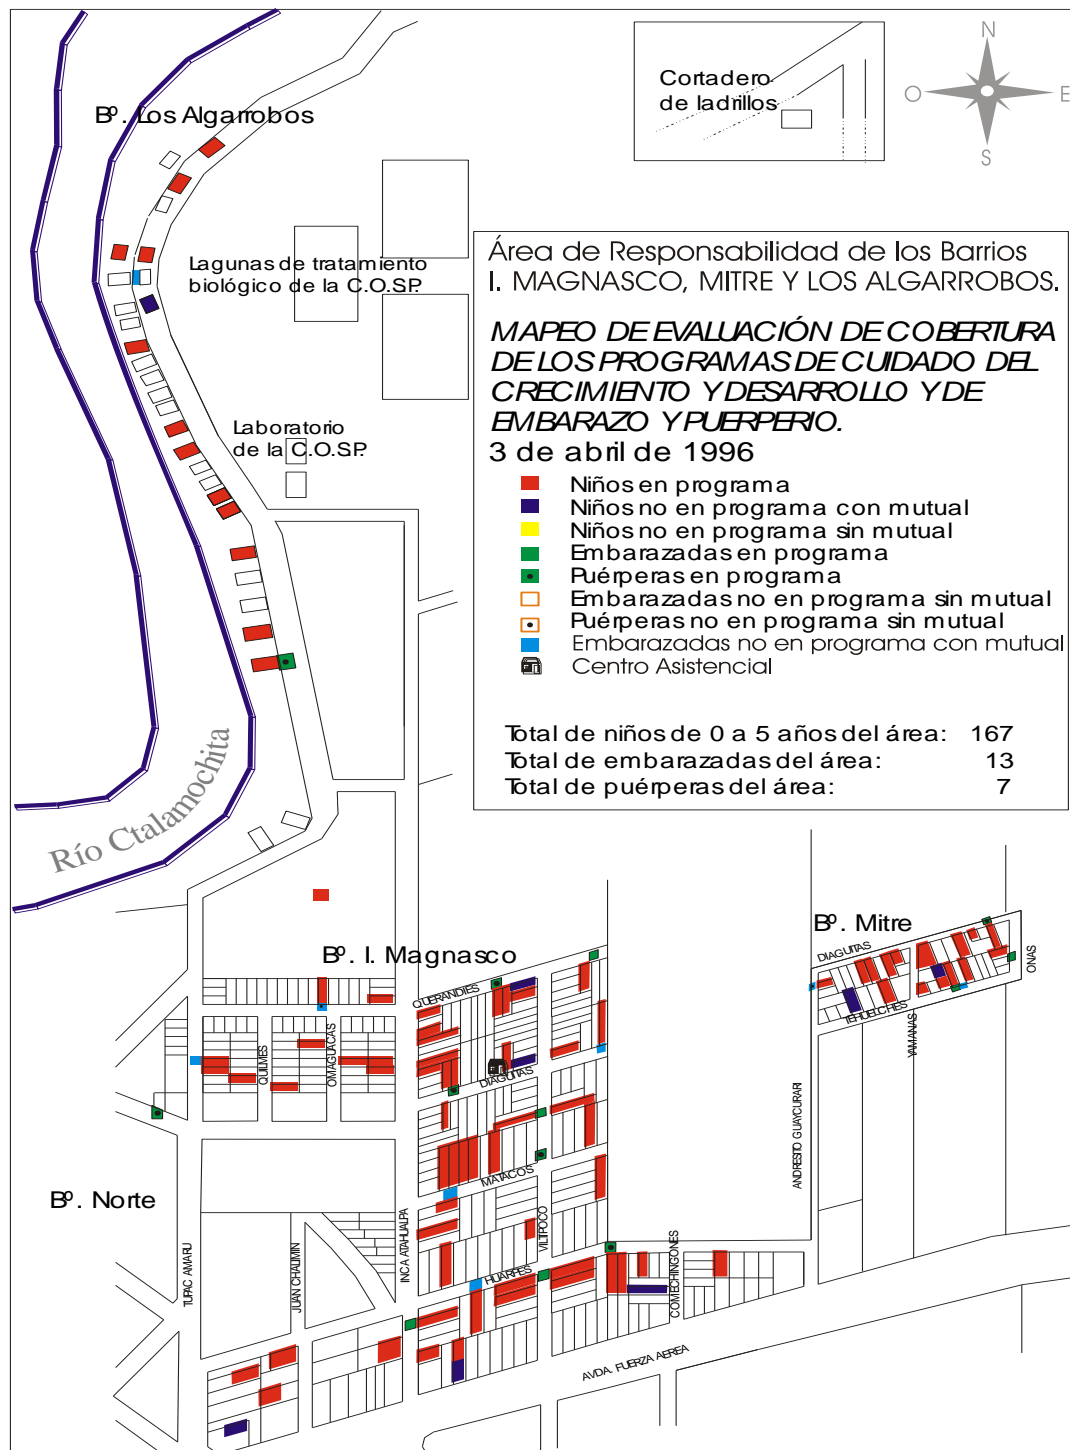 N
O
E
S
Cortadero
de ladrillos
Bº. Los Algarrobos
Lagunas de tratamiento
biológico de la C.O.S.P.
Laboratorio
de la C.O.S.P.
Área de Responsabilidad de los Barrios
I. MAGNASCO, MITRE Y LOS ALGARROBOS.
MAPEO DE EVALUACIÓN DE COBERTURA
DE LOS PROGRAMAS DE CUIDADO DEL
CRECIMIENTO Y DESARROLLO Y DE
EMBARAZO Y PUERPERIO.
3 de abril de 1996
Niños en programa
Niños no en programa con mutual
Niños no en programa sin mutual
Embarazadas en programa
Puérperas en programa
Embarazadas no en programa sin mutual
Puérperas no en programa sin mutual
Embarazadas no en programa con mutual
Centro Asistencial
Total de niños de 0 a 5 años del área: 167
Total de embarazadas del área: 13
Total de puérperas del área: 7
Río Ctalamochita
Bº. I. Magnasco
Bº. Mitre
Bº. Norte
QUERANDIES
DIAGUITAS
DIAGUITAS
TEHUELCHES
YAMANAS
ONAS
QUILMES
OMAGUACAS
MATACOS
HUARPES
VILTIPOCO
INCA ATAHUALPA
TUPAC AMARU
JUAN CHALIMIN
COMECHINGONES
ANDRESITO GUAYCURARI
AVDA. FUERZA AEREA